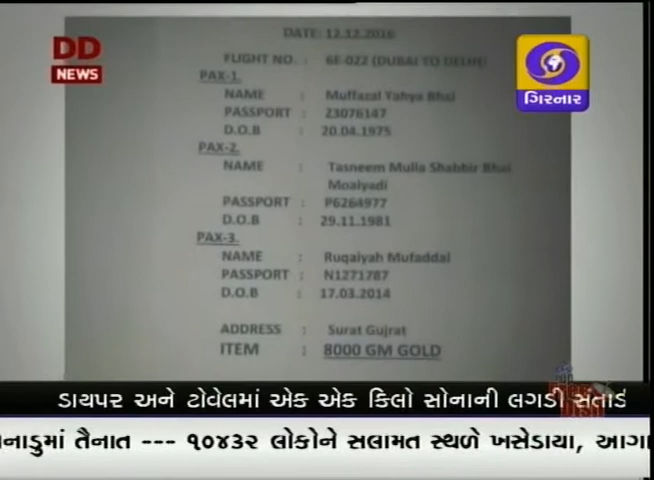 DD
NEWS
ગિરનાર
DATE: 12.12.2016
FLIGHT NO. : 6E-022 (DUBAI TO DELHI)
PAX-1.
NAME : Muffazal Yahya Bhai
PASSPORT : Z3076147
D.O.B : 20.04.1975
PAX-2.
NAME : Tasneem Mulla Shabbir Bhai
Moaiyadi
PASSPORT : P6264977
D.O.B : 29.11.1981
PAX-3.
NAME : Ruqaiyah Mufaddal
PASSPORT : N1271787
D.O.B : 17.03.2014
ADDRESS : Surat Gujrat
ITEM : 8000 GM GOLD
ડાયપર અને ટોવેલમાં એક એક કિલો સોનાની લગડી સંતાડી
નાડુમાં તૈનાત --- ૧૦૪૩૨ લોકોને સલામત સ્થળે ખસેડાયા, આગા